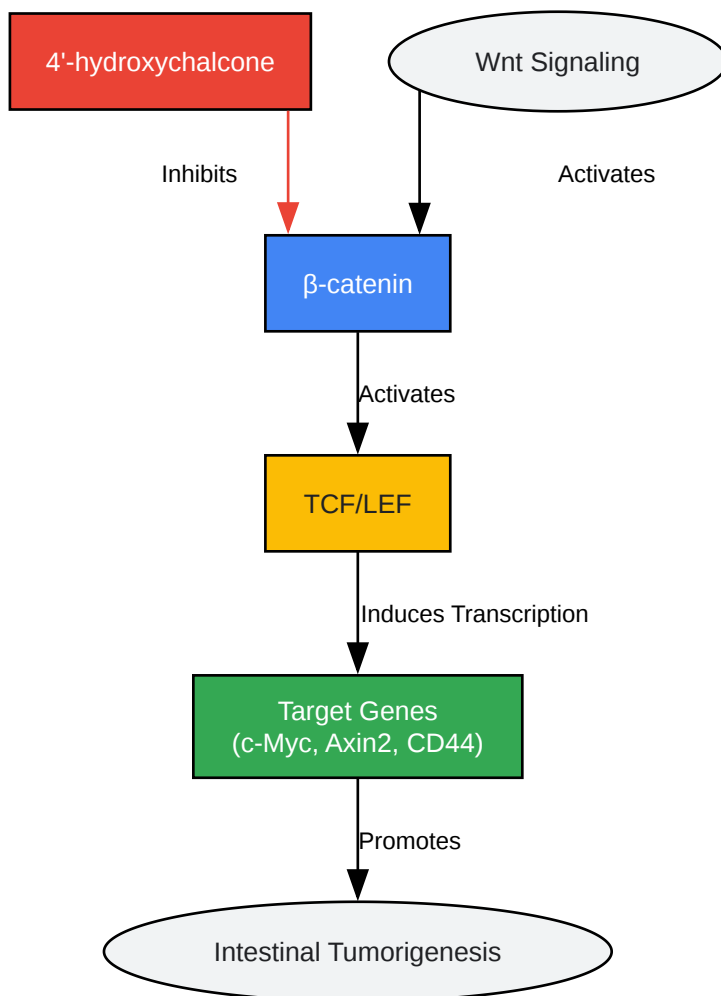 4'-hydroxychalcone
Wnt Signaling
Inhibits
Activates
β-catenin
Activates
TCF/LEF
Induces Transcription
Target Genes
(c-Myc, Axin2, CD44)
Promotes
Intestinal Tumorigenesis